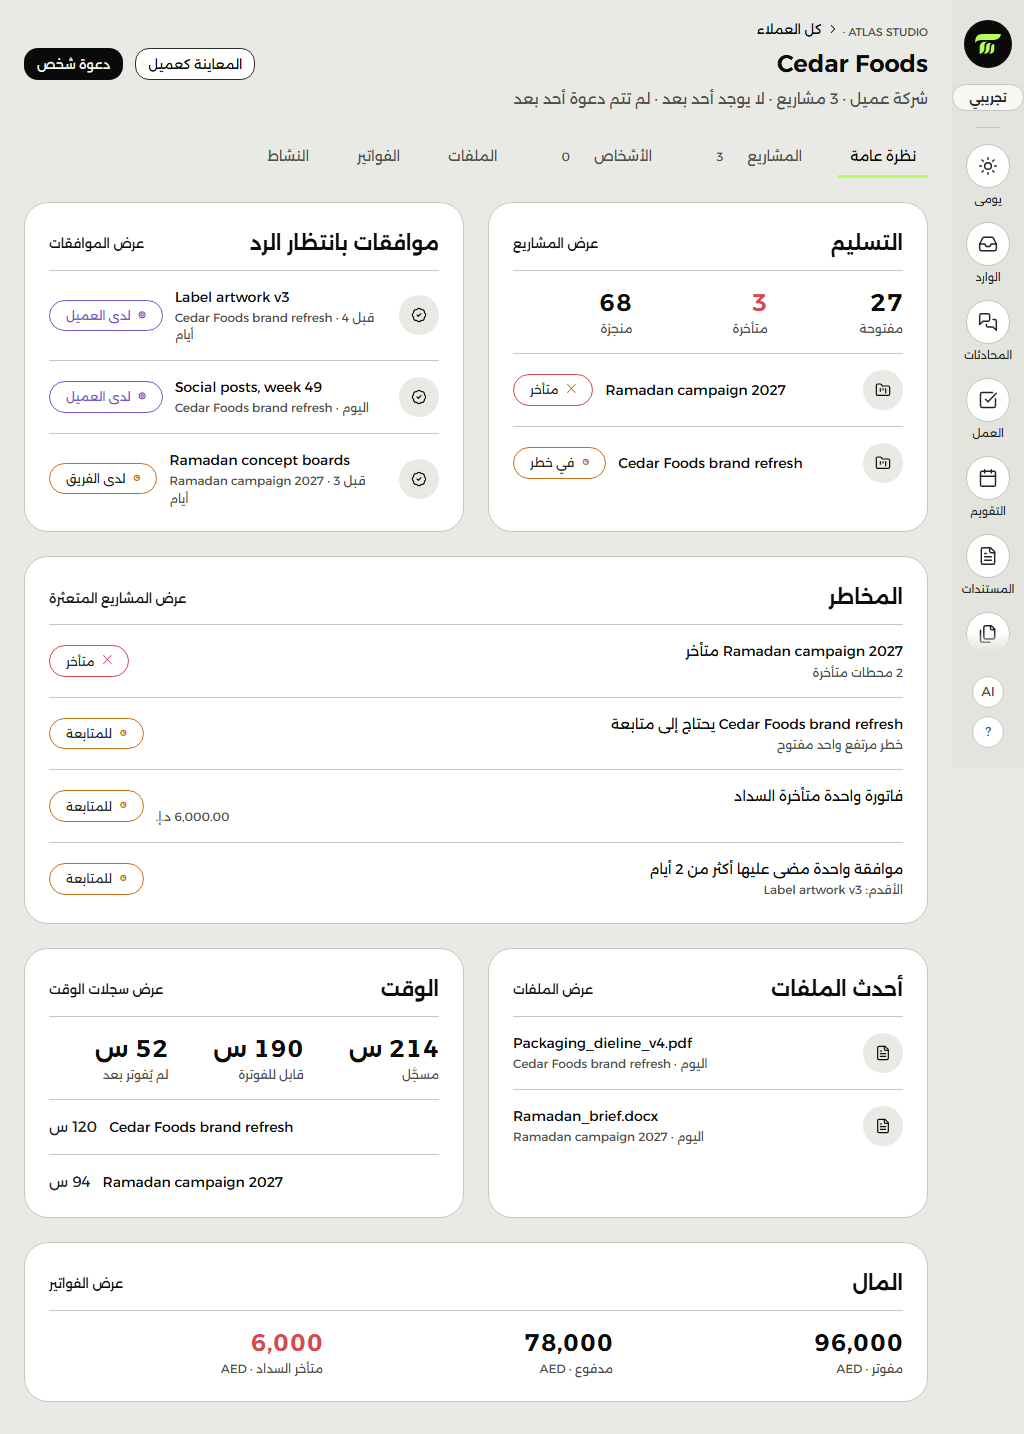 ATLAS STUDIO · كل العملاء
Cedar Foods
شركة عميل · 3 مشاريع · لا يوجد أحد بعد · لم تتم دعوة أحد بعد
المعاينة كعميل
دعوة شخص
تجريبي
يومي
الوارد
المحادثات
العمل
التقويم
المستندات
AI
?
نظرة عامة
المشاريع 3
الأشخاص 0
الملفات
الفواتير
النشاط
التسليم
عرض المشاريع
27
مفتوحة
3
متأخرة
68
منجزة
Ramadan campaign 2027
متأخر
Cedar Foods brand refresh
في خطر
موافقات بانتظار الرد
عرض الموافقات
Label artwork v3
Cedar Foods brand refresh · قبل 4
أيام
لدى العميل
Social posts, week 49
Cedar Foods brand refresh · اليوم
لدى العميل
Ramadan concept boards
Ramadan campaign 2027 · قبل 3
أيام
لدى الفريق
المخاطر
عرض المشاريع المتعثرة
Ramadan campaign 2027 متأخر
2 محطات متأخرة
متأخر
Cedar Foods brand refresh يحتاج إلى متابعة
خطر مرتفع واحد مفتوح
للمتابعة
فاتورة واحدة متأخرة السداد
6,000.00 د.إ.
للمتابعة
موافقة واحدة مضى عليها أكثر من 2 أيام
الأقدم: Label artwork v3
للمتابعة
أحدث الملفات
عرض الملفات
Packaging_dieline_v4.pdf
Cedar Foods brand refresh · اليوم
Ramadan_brief.docx
Ramadan campaign 2027 · اليوم
الوقت
عرض سجلات الوقت
214 س
مسجّل
190 س
قابل للفوترة
52 س
لم يُفوتر بعد
Cedar Foods brand refresh
120 س
Ramadan campaign 2027
94 س
المال
عرض الفواتير
96,000
مفوتر · AED
78,000
مدفوع · AED
6,000
متأخر السداد · AED